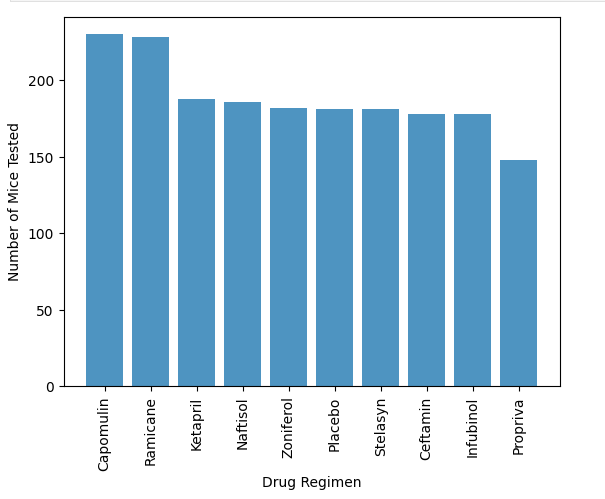 Number of Mice Tested
200
150
100
50
0
Capomulin
Ramicane
Ketapril
Naftisol
Zoniferol
Placebo
Stelasyn
Ceftamin
Infubinol
Propriva
Drug Regimen